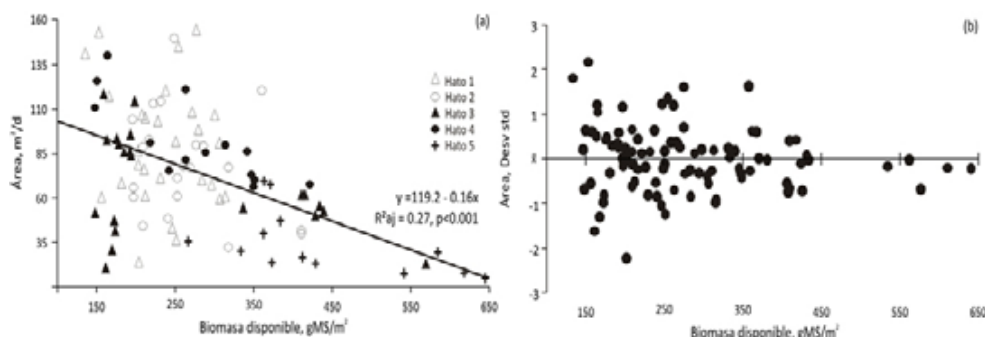 (a)
160
135
110
85
60
35
Área, m²/d
Hato 1
Hato 2
Hato 3
Hato 4
Hato 5
y =119.2 - 0.16x
R²aj = 0.27, p<0.001
150 250 350 450 550 650
Biomasa disponible, gMS/m²
(b)
3
2
1
x
-1
-2
-3
Area, Desv std
150 250 350 450 550 650
Biomasa disponible, gMS/m²